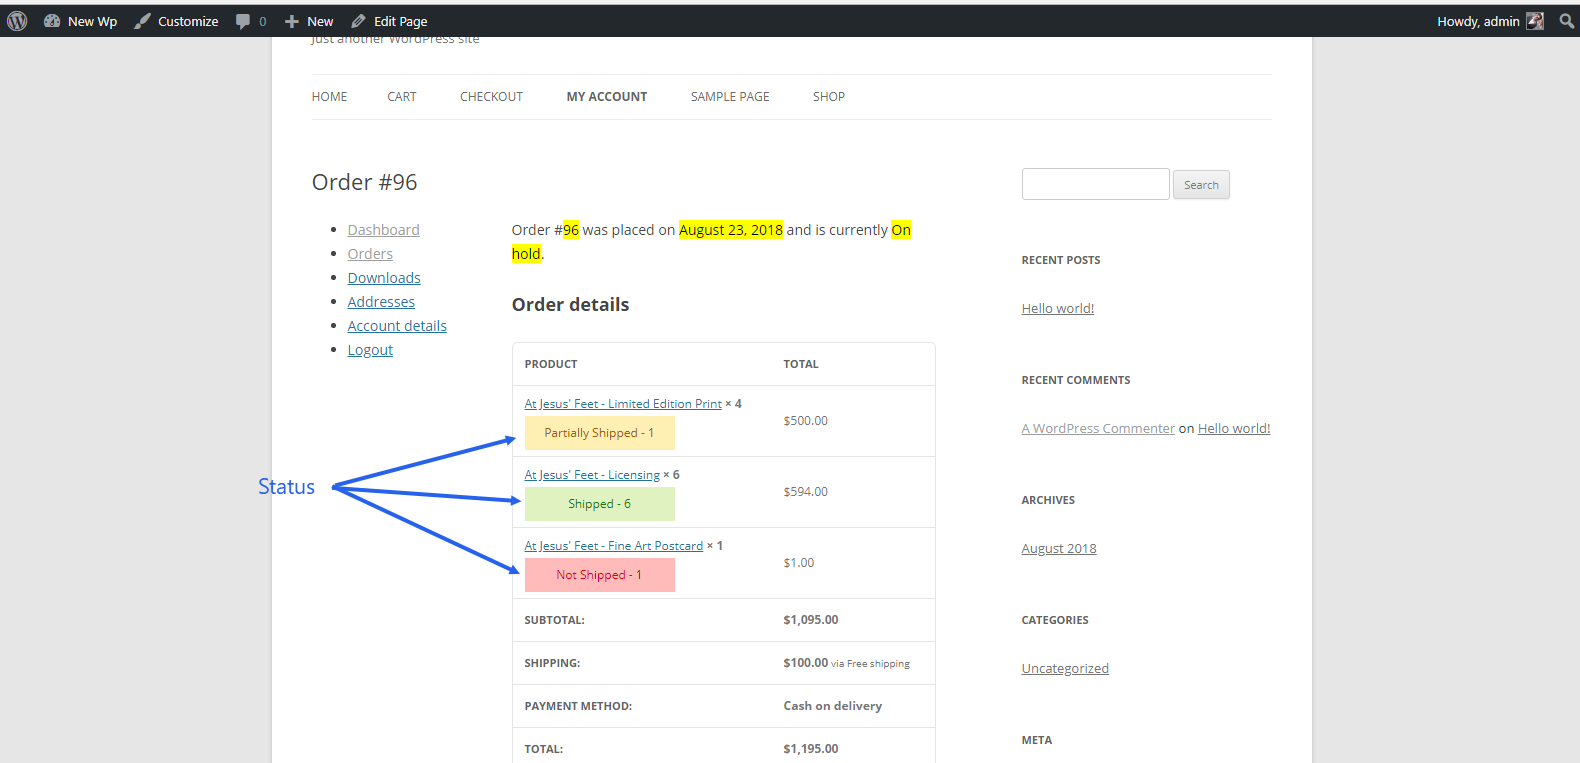 New Wp Customize 0 New Edit Page Howdy, admin
Just another WordPress site
HOME CART CHECKOUT MY ACCOUNT SAMPLE PAGE SHOP
Order #96
Dashboard
Orders
Downloads
Addresses
Account details
Logout
Order #96 was placed on August 23, 2018 and is currently On
hold.
Order details
PRODUCT TOTAL
At Jesus' Feet - Limited Edition Print × 4
$500.00
Partially Shipped - 1
At Jesus' Feet - Licensing × 6
$594.00
Shipped - 6
At Jesus' Feet - Fine Art Postcard × 1
$1.00
Not Shipped - 1
SUBTOTAL: $1,095.00
SHIPPING: $100.00 via Free shipping
PAYMENT METHOD: Cash on delivery
TOTAL: $1,195.00
Status
Search
RECENT POSTS
Hello world!
RECENT COMMENTS
A WordPress Commenter on Hello world!
ARCHIVES
August 2018
CATEGORIES
Uncategorized
META